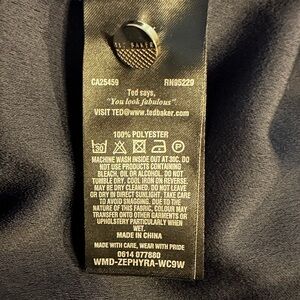 TED BAKER
CA25459 RN95229
Ted says,
"You look fabulous"
VISIT TED@www.tedbaker.com
100% POLYESTER
30 P
MACHINE WASH INSIDE OUT AT 30C. DO
NOT USE PRODUCTS CONTAINING
BLEACH, OIL OR ALCOHOL. DO NOT
TUMBLE DRY, COOL IRON ON REVERSE,
MAY BE DRY CLEANED. DO NOT LEAVE
OR DRY IN DIRECT SUNLIGHT. TAKE CARE
TO AVOID SNAGGING. DUE TO THE
NATURE OF THIS FABRIC, COLOUR MAY
TRANSFER ONTO OTHER GARMENTS OR
UPHOLSTERY PARTICULARLY WHEN
WET.
MADE IN CHINA
MADE WITH CARE, WEAR WITH PRIDE
0614 077880
WMD-ZEPHYRA-WC9W